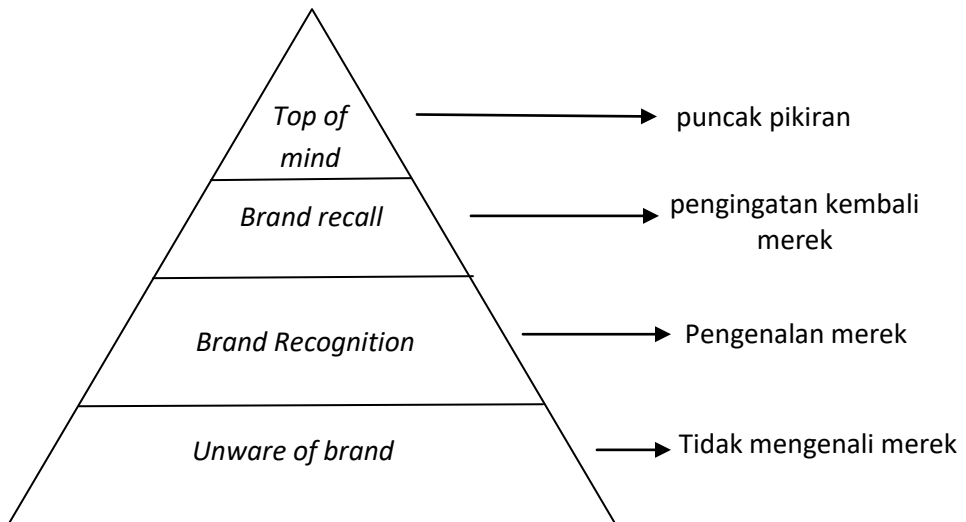 Top of
mind
puncak pikiran
Brand recall
pengingatan kembali
merek
Brand Recognition
Pengenalan merek
Unware of brand
Tidak mengenali merek